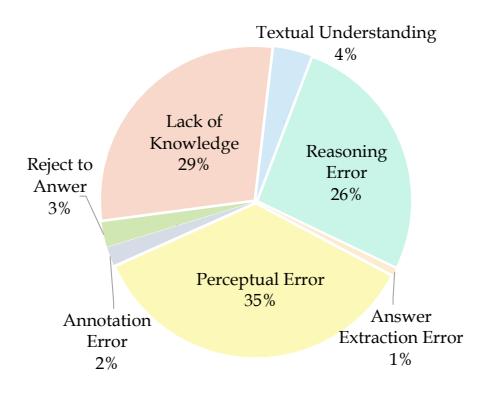 Textual Understanding
4%
Lack of
Knowledge
29%
Reasoning
Error
26%
Reject to
Anwer
3%
Perceptual Error
35%
Annotation
Error
2%
Answer
Extraction Error
1%